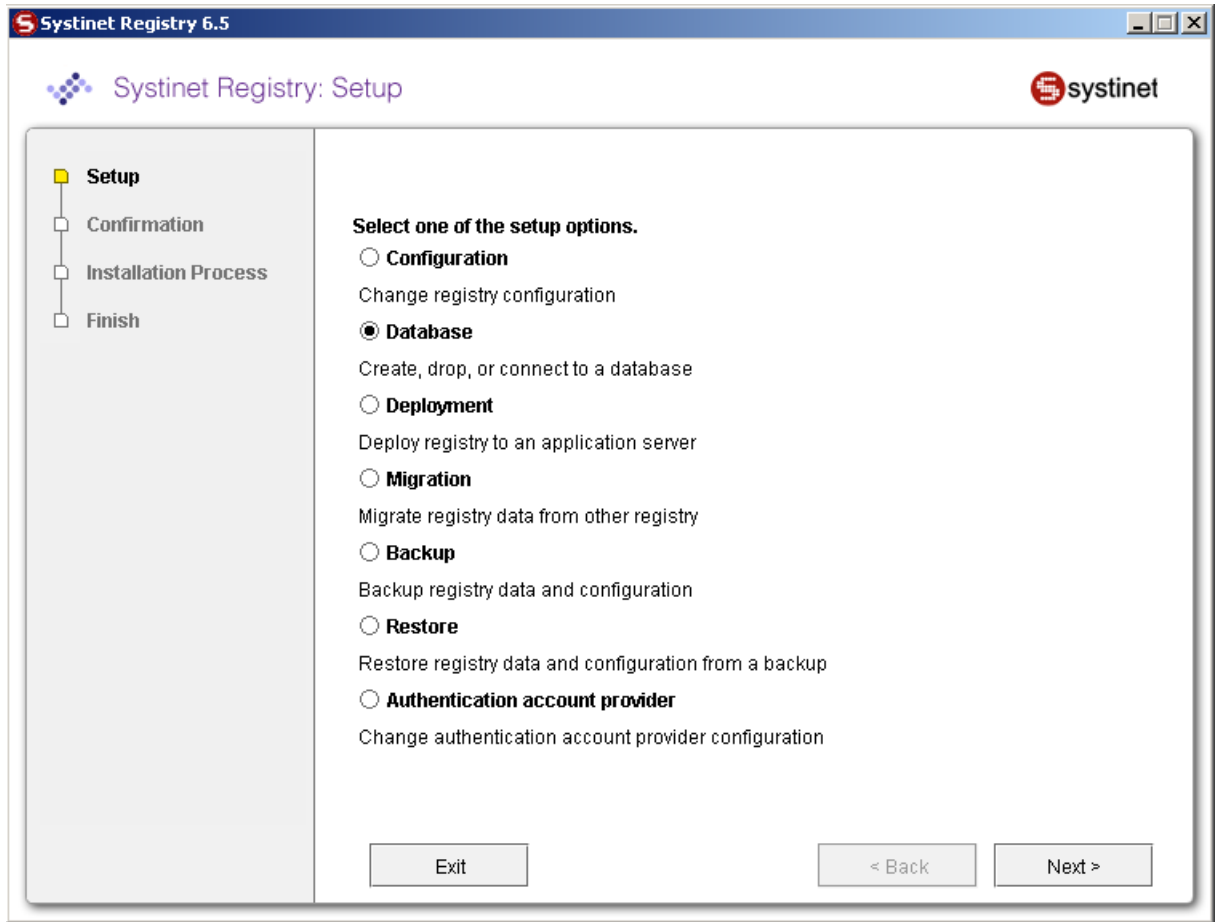 Systinet Registry 6.5
Systinet Registry: Setup
systinet
Setup
Confirmation
Installation Process
Finish
Select one of the setup options.
Configuration
Change registry configuration
Database
Create, drop, or connect to a database
Deployment
Deploy registry to an application server
Migration
Migrate registry data from other registry
Backup
Backup registry data and configuration
Restore
Restore registry data and configuration from a backup
Authentication account provider
Change authentication account provider configuration
Exit
< Back
Next >